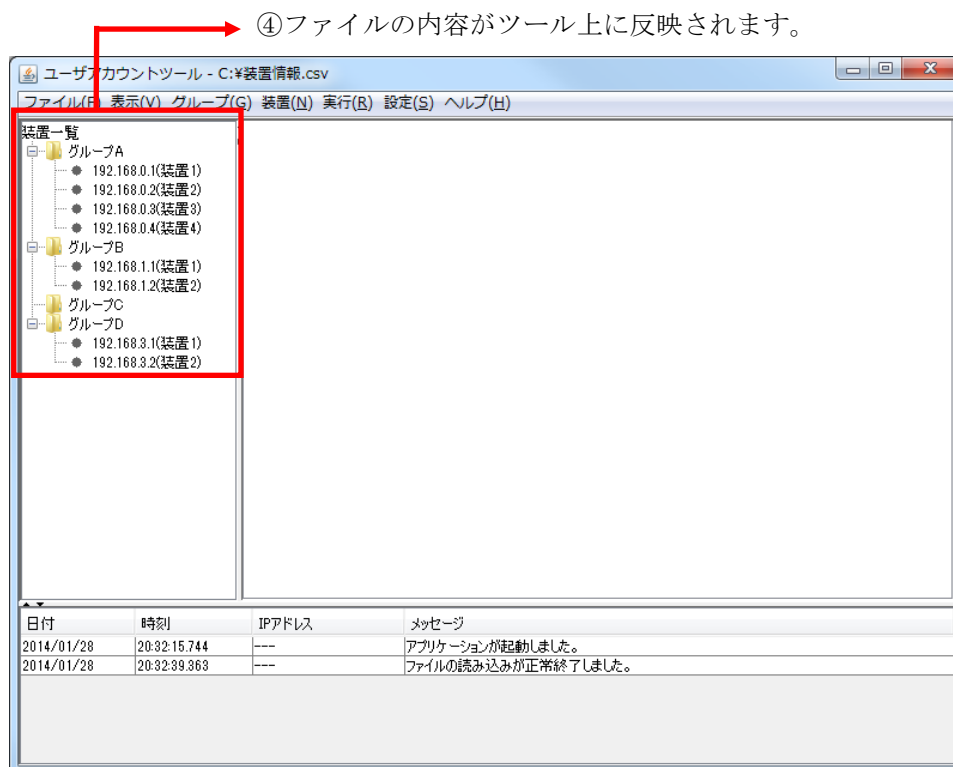 ④ファイルの内容がツール上に反映されます。
ユーザアカウントツール - C:¥装置情報.csv
ファイル(F) 表示(V) グループ(G) 装置(N) 実行(R) 設定(S) ヘルプ(H)
装置一覧
グループA
192.168.0.1(装置1)
192.168.0.2(装置2)
192.168.0.3(装置3)
192.168.0.4(装置4)
グループB
192.168.1.1(装置1)
192.168.1.2(装置2)
グループC
グループD
192.168.3.1(装置1)
192.168.3.2(装置2)
日付 時刻 IPアドレス メッセージ
2014/01/28 20:32:15.744 --- アプリケーションが起動しました。
2014/01/28 20:32:39.363 --- ファイルの読み込みが正常終了しました。